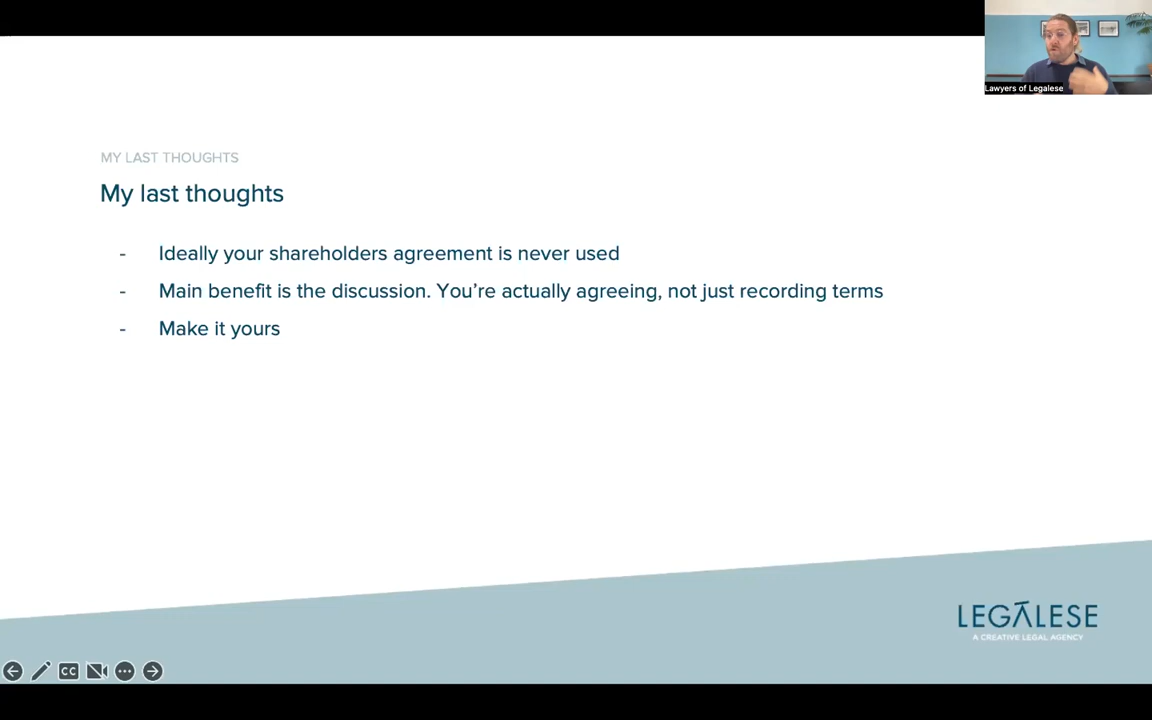 Lawyers of Legalese
MY LAST THOUGHTS
My last thoughts
- Ideally your shareholders agreement is never used
- Main benefit is the discussion. You’re actually agreeing, not just recording terms
- Make it yours
LEGALESE
A CREATIVE LEGAL AGENCY
CC